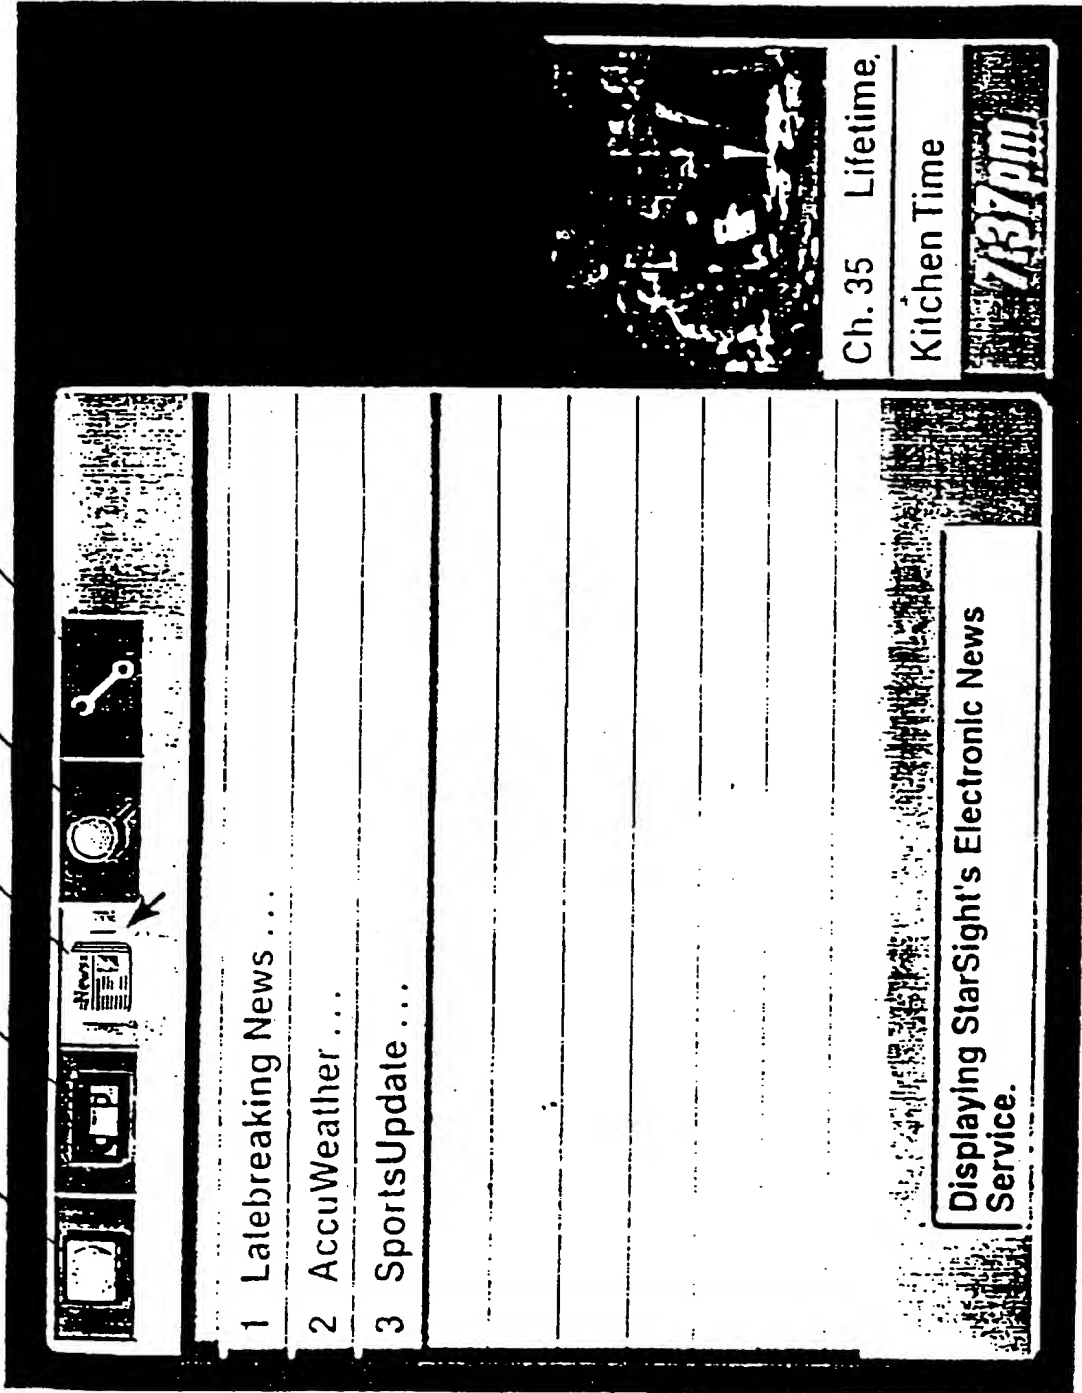 News
1 Latebreaking News...
2 AccuWeather...
3 SportsUpdate...
Displaying StarSight's Electronic News
Service.
Ch. 35 Lifetime
Kitchen Time
7:37pm